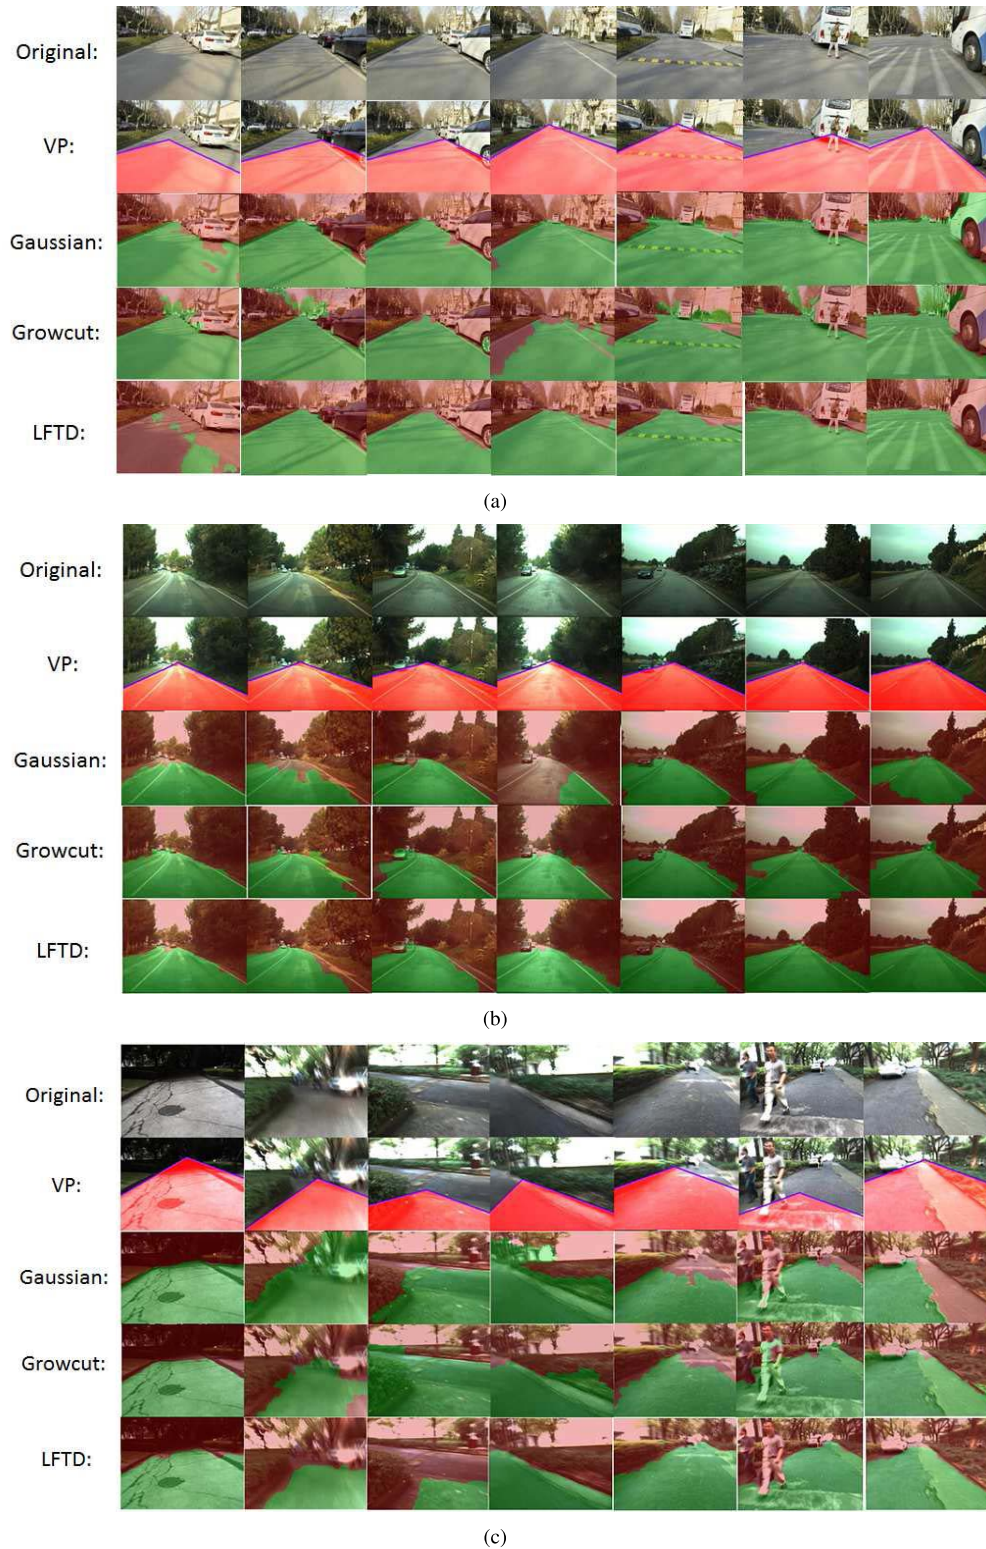 Original:
VP:
Gaussian:
Growcut:
LFTD:
(a)
Original:
VP:
Gaussian:
Growcut:
LFTD:
(b)
Original:
VP:
Gaussian:
Growcut:
LFTD:
(c)